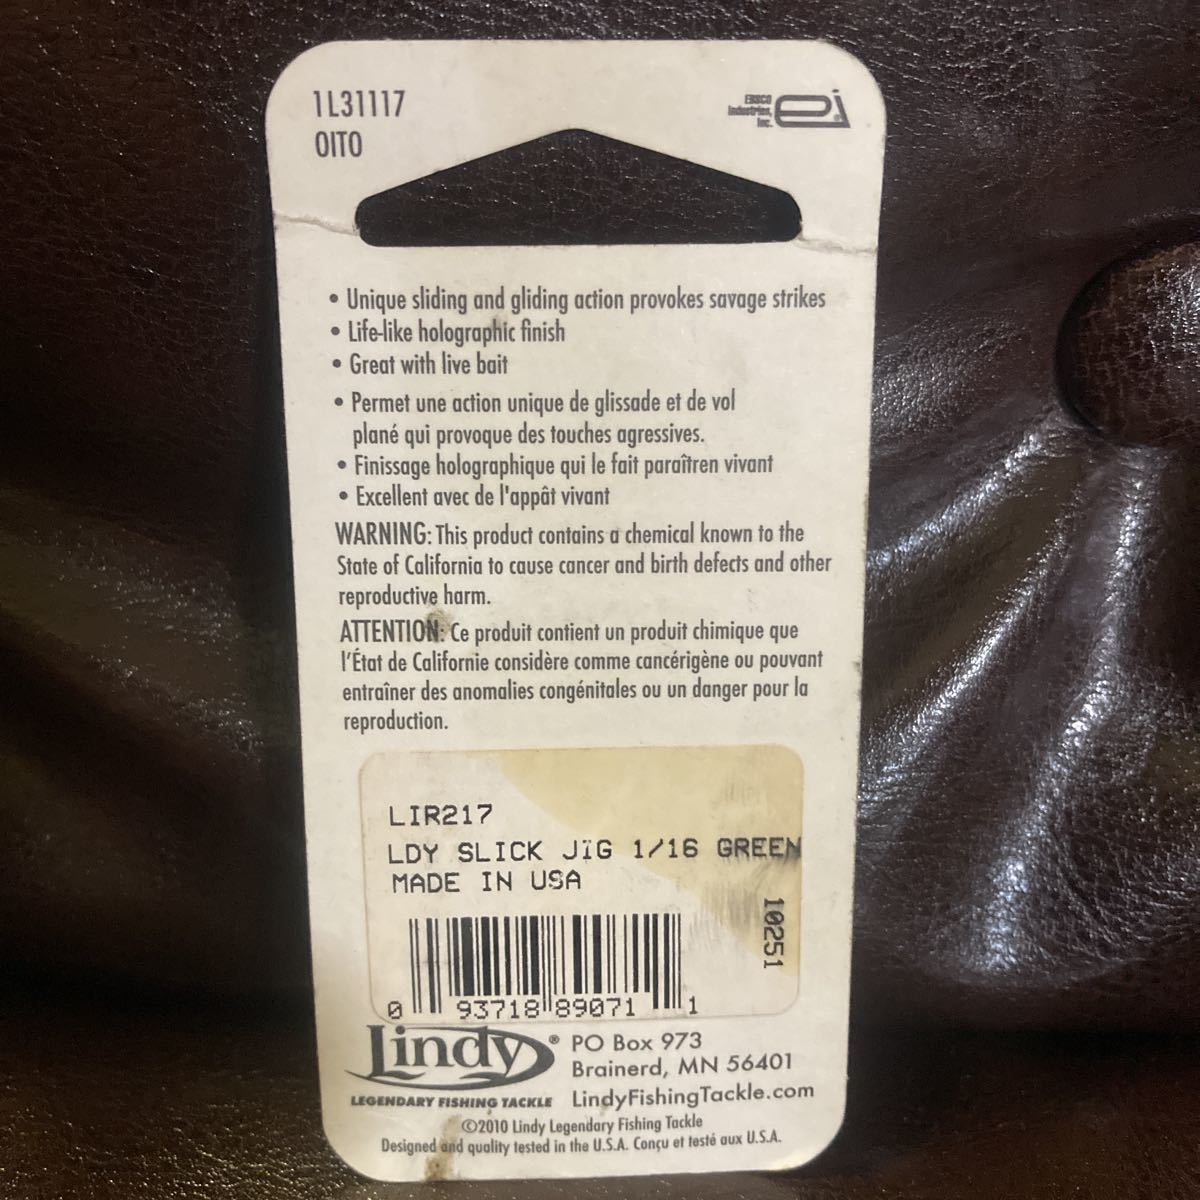 1L31117
OITO
EBSCO
Industries,
Inc.
ei
• Unique sliding and gliding action provokes savage strikes
• Life-like holographic finish
• Great with live bait
• Permet une action unique de glissade et de vol
plané qui provoque des touches agressives.
• Finissage holographique qui le fait paraîtren vivant
• Excellent avec de l'appât vivant
WARNING: This product contains a chemical known to the
State of California to cause cancer and birth defects and other
reproductive harm.
ATTENTION: Ce produit contient un produit chimique que
l'État de Californie considère comme cancérigène ou pouvant
entraîner des anomalies congénitales ou un danger pour la
reproduction.
LIR217
LDY SLICK JIG 1/16 GREEN
MADE IN USA
10251
0 93718 89071 1
Lindy®
LEGENDARY FISHING TACKLE
PO Box 973
Brainerd, MN 56401
LindyFishingTackle.com
©2010 Lindy Legendary Fishing Tackle
Designed and quality tested in the U.S.A. Conçu et testé aux U.S.A.